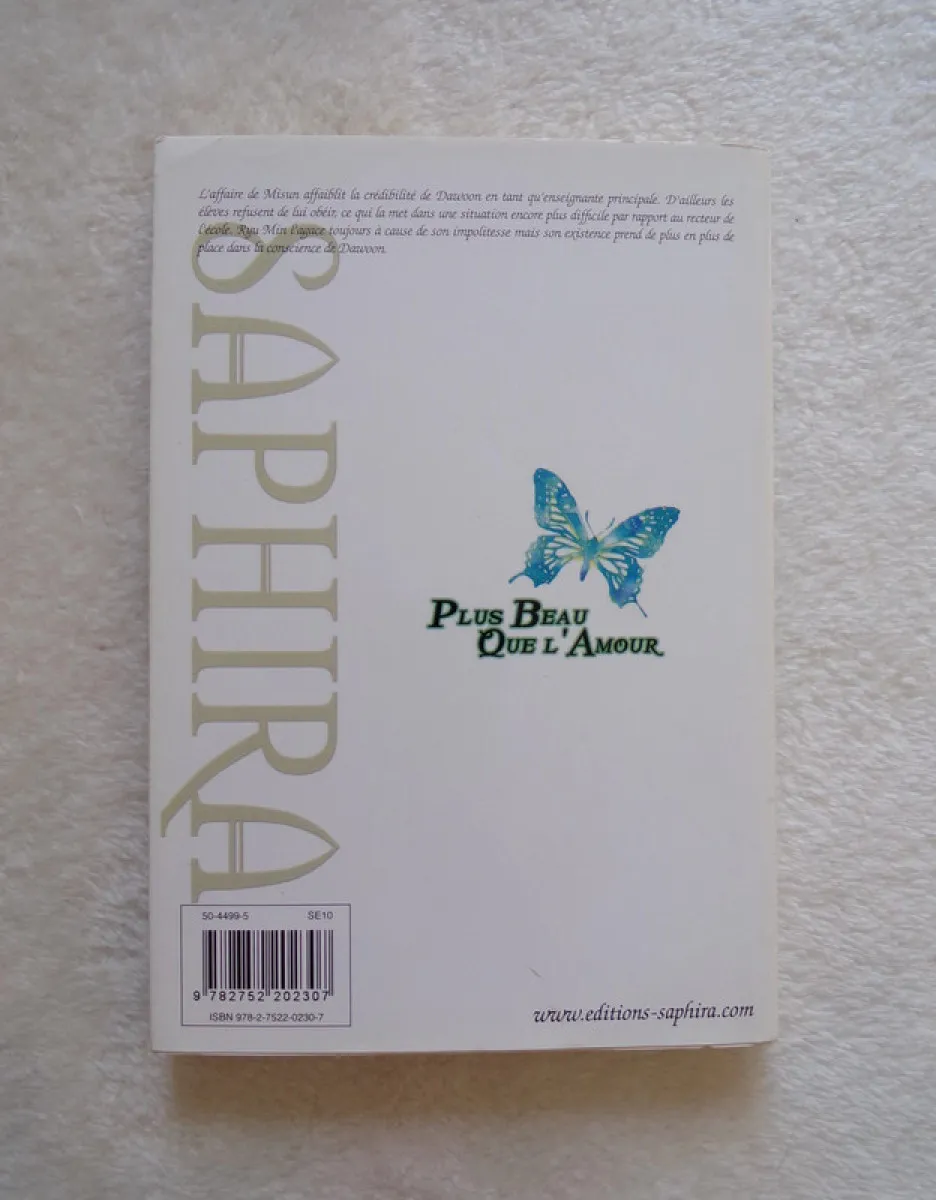 L'affaire de Misun affaiblit la crédibilité de Dawoon en tant qu'enseignante principale. D'ailleurs les
élèves refusent de lui obéir, ce qui la met dans une situation encore plus difficile par rapport au recteur de
l'école. Ryu Min l'agace toujours à cause de son impolitesse mais son existence prend de plus en plus de
place dans la conscience de Dawoon.
SAPHIRA
PLUS BEAU
QUE L'AMOUR
50-4499-5 SE10
9 782752 202307
ISBN 978-2-7522-0230-7
www.editions-saphira.com